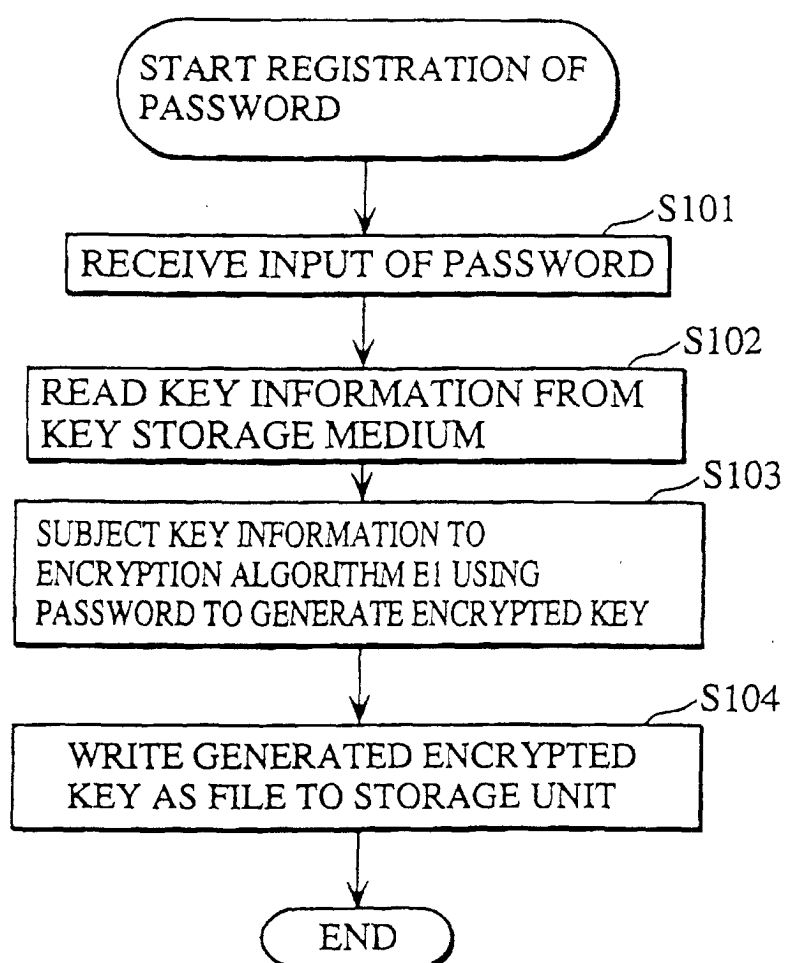 START REGISTRATION OF
PASSWORD
S101
RECEIVE INPUT OF PASSWORD
S102
READ KEY INFORMATION FROM
KEY STORAGE MEDIUM
S103
SUBJECT KEY INFORMATION TO
ENCRYPTION ALGORITHM E1 USING
PASSWORD TO GENERATE ENCRYPTED KEY
S104
WRITE GENERATED ENCRYPTED
KEY AS FILE TO STORAGE UNIT
END